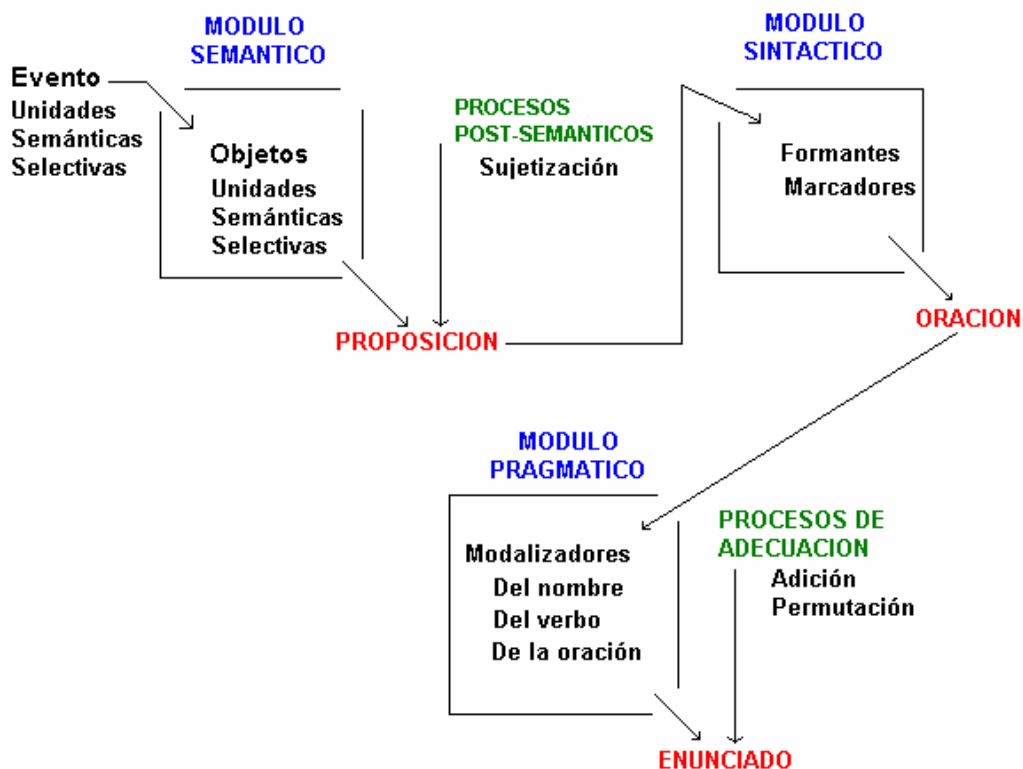 MODULO
SEMANTICO
Evento
Unidades
Semánticas
Selectivas
Objetos
Unidades
Semánticas
Selectivas
PROCESOS
POST-SEMANTICOS
Sujetización
PROPOSICION
MODULO
SINTACTICO
Formantes
Marcadores
ORACION
MODULO
PRAGMATICO
Modalizadores
Del nombre
Del verbo
De la oración
PROCESOS DE
ADECUACION
Adición
Permutación
ENUNCIADO